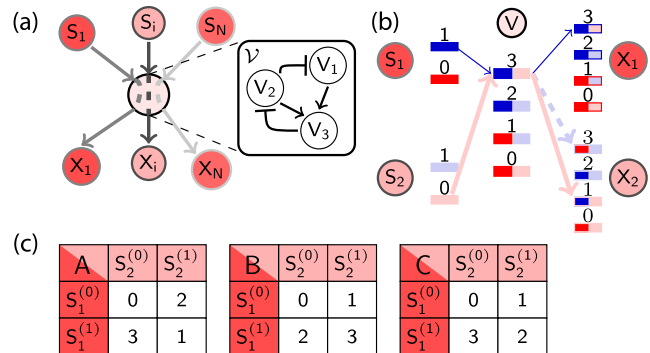 (a)
S₁ Sᵢ S_N
X₁ Xᵢ X_N
𝒱
V₁
V₂
V₃
(b)
V
S₁
1
0
3
2
1
0
3
2
1
0
X₁
S₂
1
0
3
2
1
0
X₂
(c)
A S₂⁽⁰⁾ S₂⁽¹⁾
S₁⁽⁰⁾ 0 2
S₁⁽¹⁾ 3 1
B S₂⁽⁰⁾ S₂⁽¹⁾
S₁⁽⁰⁾ 0 1
S₁⁽¹⁾ 2 3
C S₂⁽⁰⁾ S₂⁽¹⁾
S₁⁽⁰⁾ 0 1
S₁⁽¹⁾ 3 2